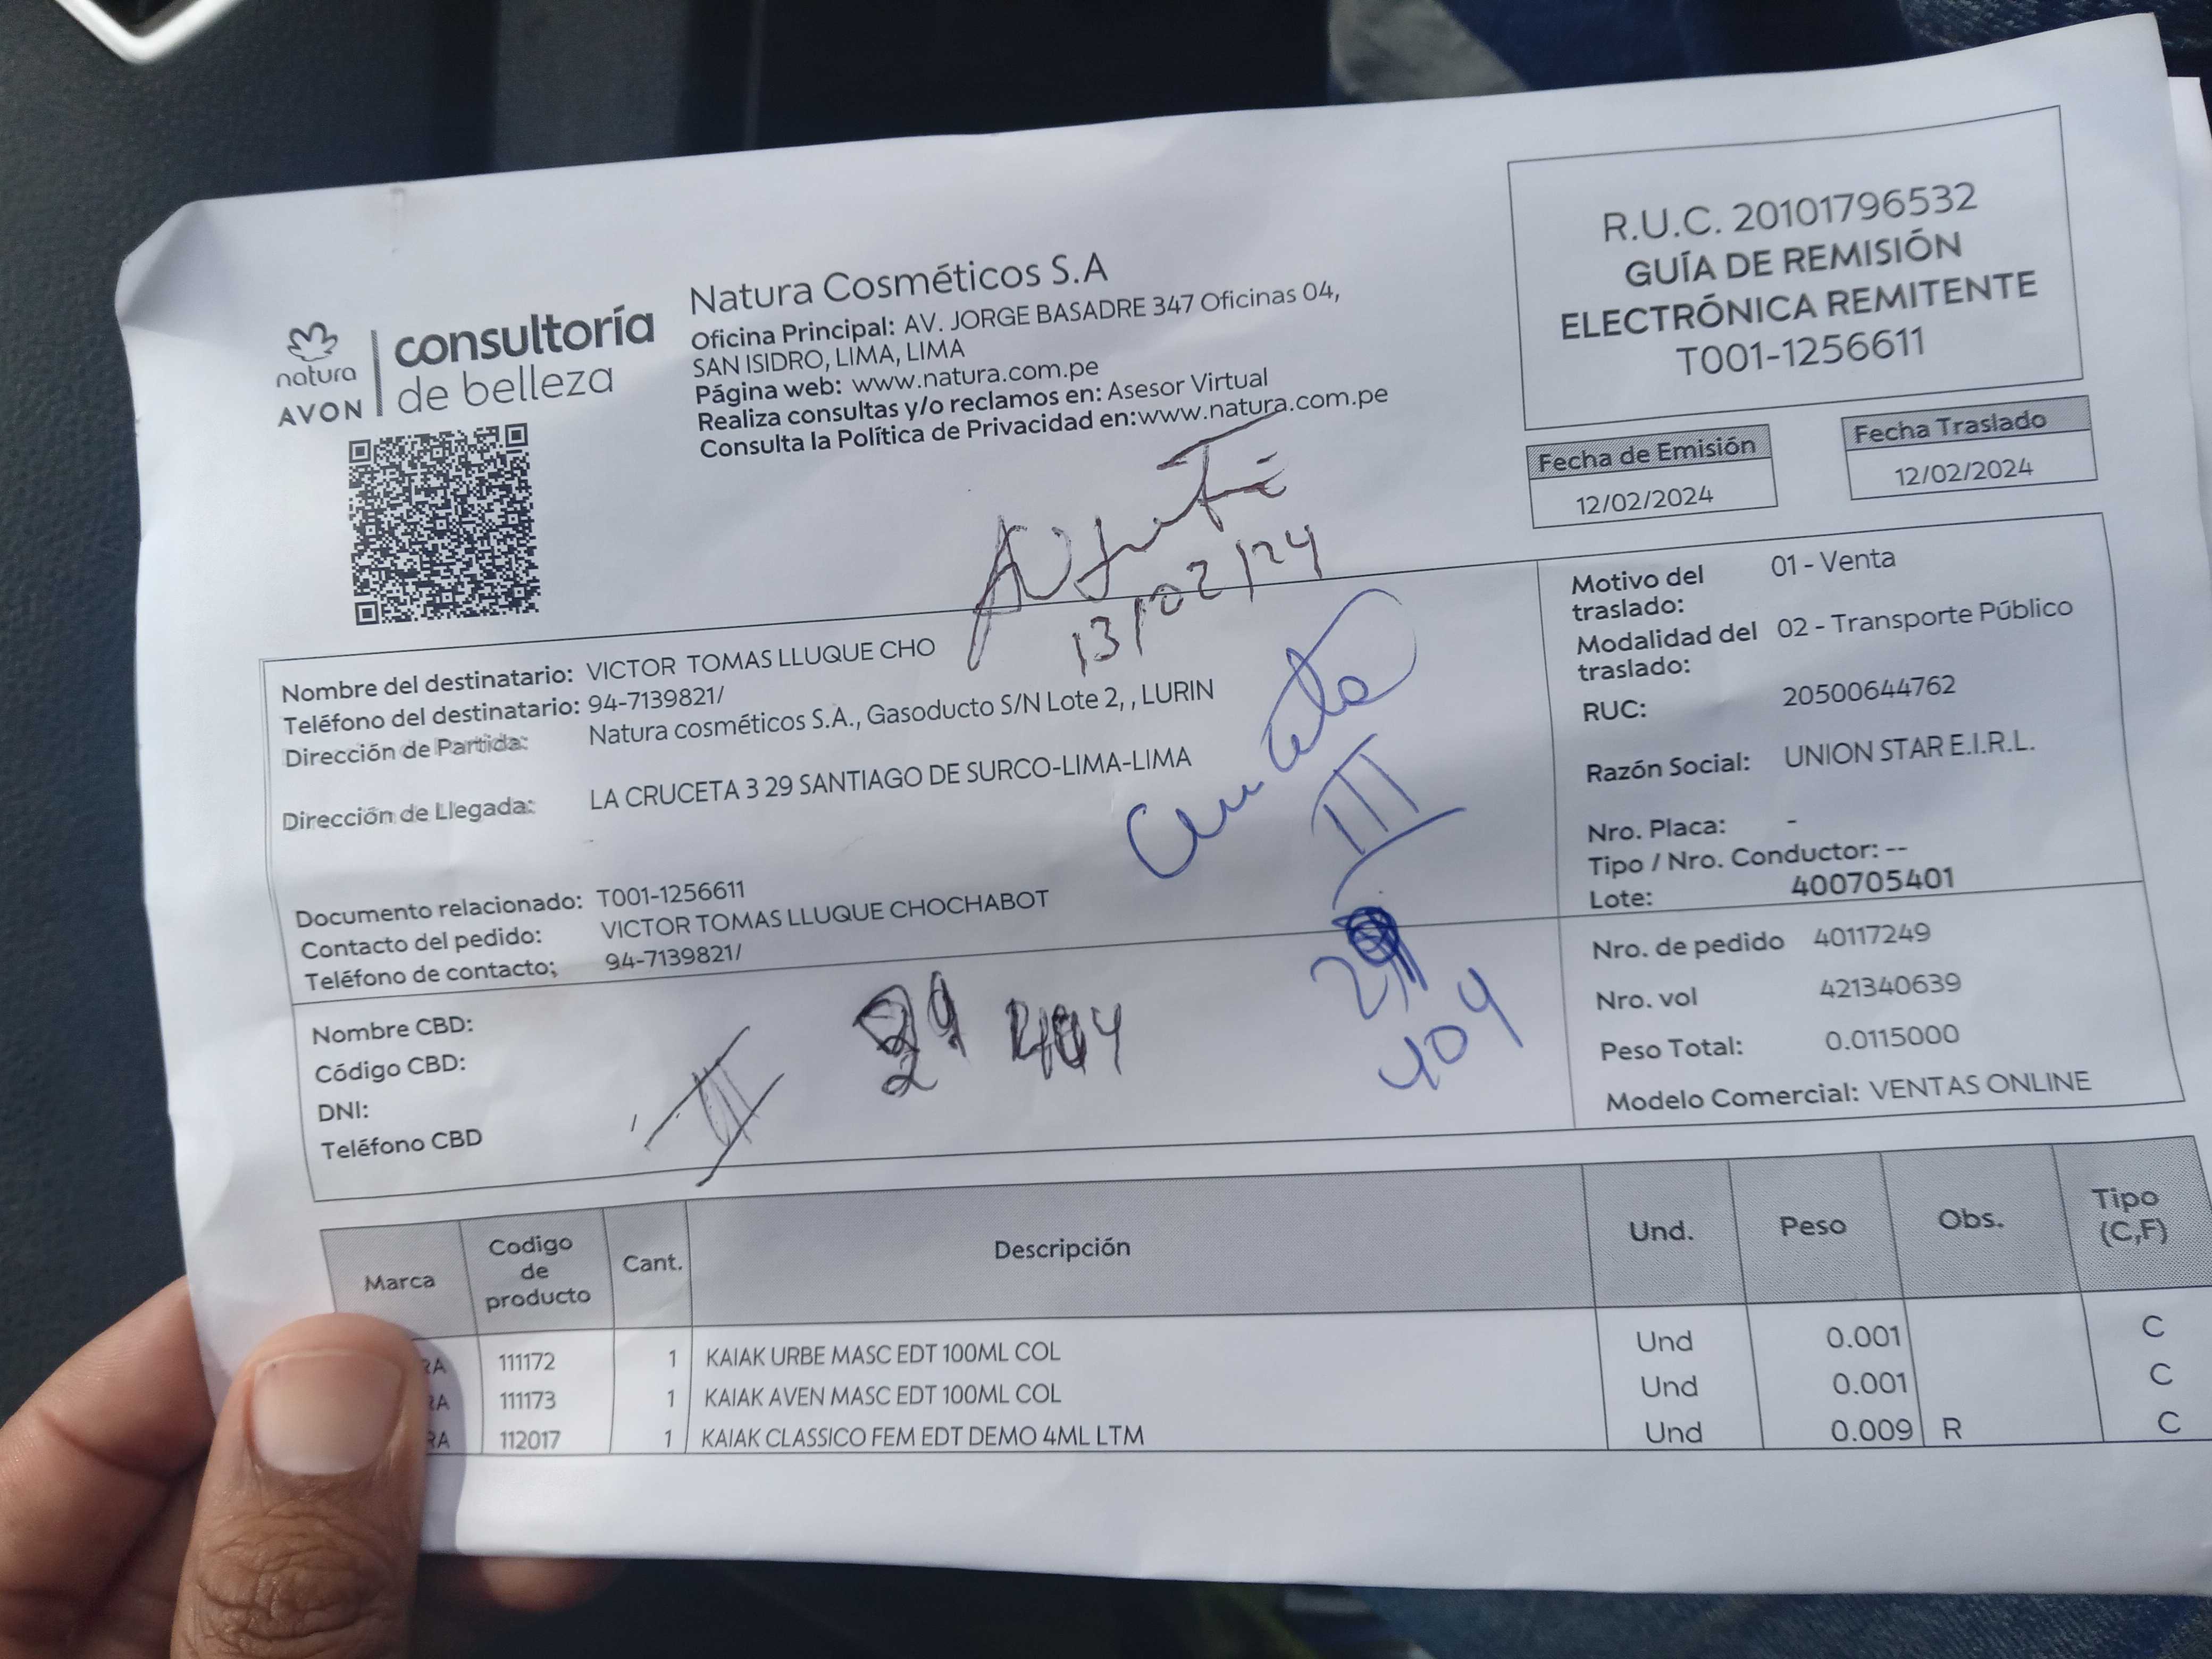 natura
AVON
consultoría
de belleza
Natura Cosméticos S.A
Oficina Principal: AV. JORGE BASADRE 347 Oficinas 04,
SAN ISIDRO, LIMA, LIMA
Página web: www.natura.com.pe
Realiza consultas y/o reclamos en: Asesor Virtual
Consulta la Política de Privacidad en:www.natura.com.pe
R.U.C. 20101796532
GUÍA DE REMISIÓN
ELECTRÓNICA REMITENTE
T001-1256611
Fecha de Emisión
12/02/2024
Fecha Traslado
12/02/2024
13/02/24
Nombre del destinatario: VICTOR TOMAS LLUQUE CHO
Teléfono del destinatario: 94-7139821/
Dirección de Partida: Natura cosméticos S.A., Gasoducto S/N Lote 2, , LURIN
Dirección de Llegada: LA CRUCETA 3 29 SANTIAGO DE SURCO-LIMA-LIMA
Documento relacionado: T001-1256611
Contacto del pedido: VICTOR TOMAS LLUQUE CHOCHABOT
Teléfono de contacto: 94-7139821/
III
29
404
Motivo del traslado: 01 - Venta
Modalidad del traslado: 02 - Transporte Público
RUC: 20500644762
Razón Social: UNION STAR E.I.R.L.
Nro. Placa: -
Tipo / Nro. Conductor: --
Lote: 400705401
Nombre CBD:
Código CBD:
DNI:
Teléfono CBD
III 29 404
Nro. de pedido 40117249
Nro. vol 421340639
Peso Total: 0.0115000
Modelo Comercial: VENTAS ONLINE
Marca Codigo de producto Cant. Descripción Und. Peso Obs. Tipo (C,F)
RA 111172 1 KAIAK URBE MASC EDT 100ML COL Und 0.001 C
RA 111173 1 KAIAK AVEN MASC EDT 100ML COL Und 0.001 C
RA 112017 1 KAIAK CLASSICO FEM EDT DEMO 4ML LTM Und 0.009 R C